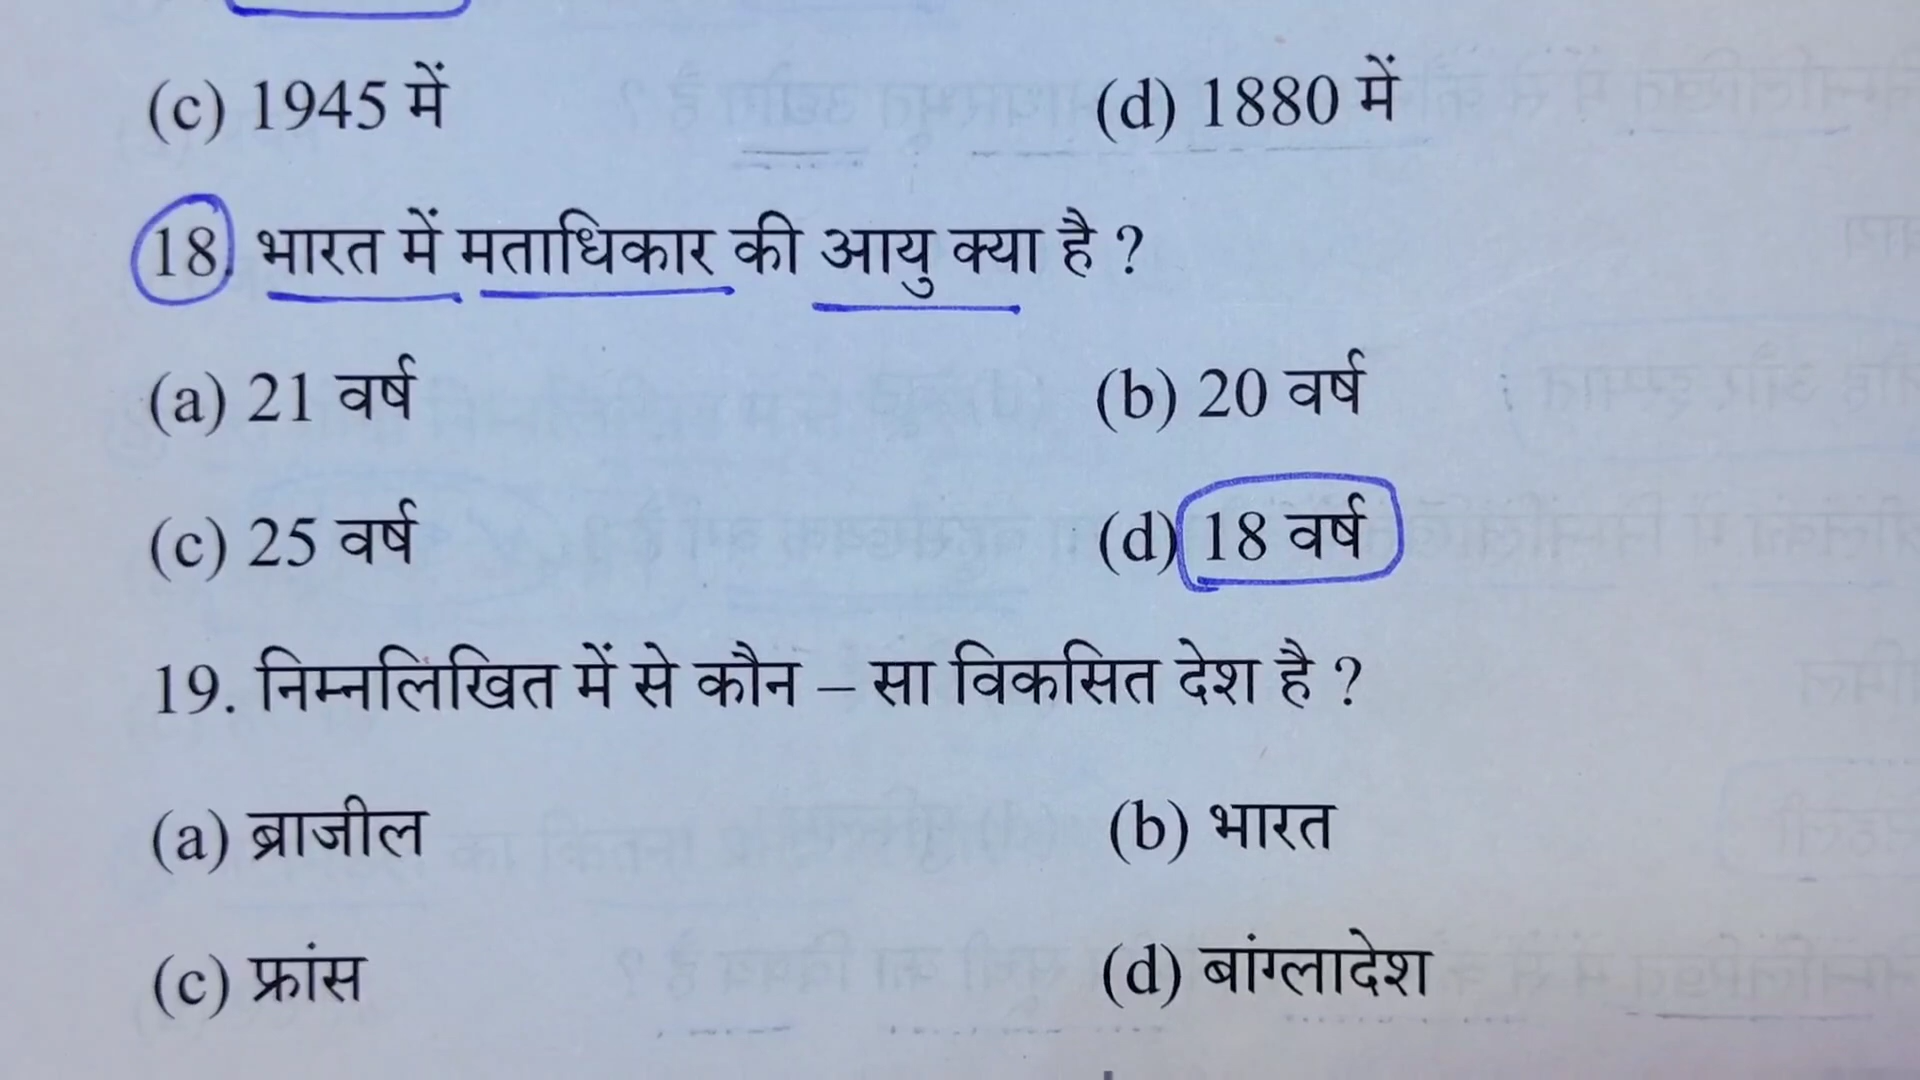 (c) 1945 में (d) 1880 में
18. भारत में मताधिकार की आयु क्या है ?
(a) 21 वर्ष (b) 20 वर्ष
(c) 25 वर्ष (d) 18 वर्ष
19. निम्नलिखित में से कौन – सा विकसित देश है ?
(a) ब्राजील (b) भारत
(c) फ्रांस (d) बांग्लादेश